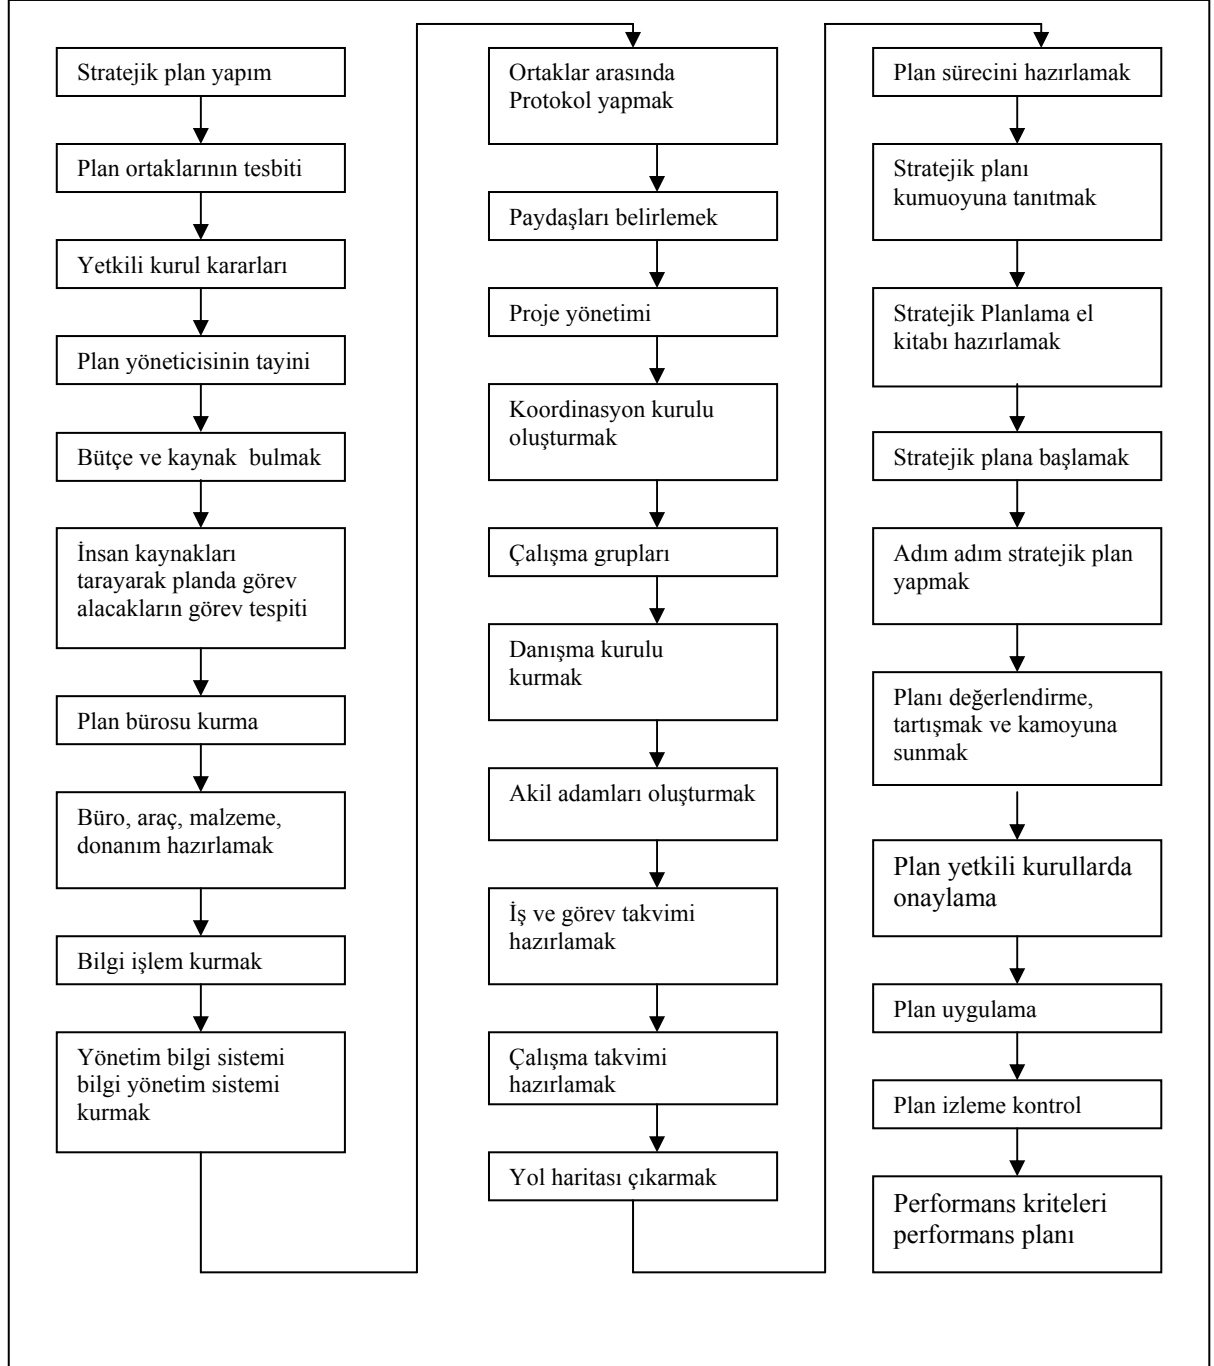 Stratejik plan yapım
Plan ortaklarının tesbiti
Yetkili kurul kararları
Plan yöneticisinin tayini
Bütçe ve kaynak  bulmak
İnsan kaynakları
tarayarak planda görev
alacakların görev tespiti
Plan bürosu kurma
Büro, araç, malzeme,
donanım hazırlamak
Bilgi işlem kurmak
Yönetim bilgi sistemi
bilgi yönetim sistemi
kurmak
Ortaklar arasında
Protokol yapmak
Paydaşları belirlemek
Proje yönetimi
Koordinasyon kurulu
oluşturmak
Çalışma grupları
Danışma kurulu
kurmak
Akil adamları oluşturmak
İş ve görev takvimi
hazırlamak
Çalışma takvimi
hazırlamak
Yol haritası çıkarmak
Plan sürecini hazırlamak
Stratejik planı
kumuoyuna tanıtmak
Stratejik Planlama el
kitabı hazırlamak
Stratejik plana başlamak
Adım adım stratejik plan
yapmak
Planı değerlendirme,
tartışmak ve kamoyuna
sunmak
Plan yetkili kurullarda
onaylama
Plan uygulama
Plan izleme kontrol
Performans kriteleri
performans planı